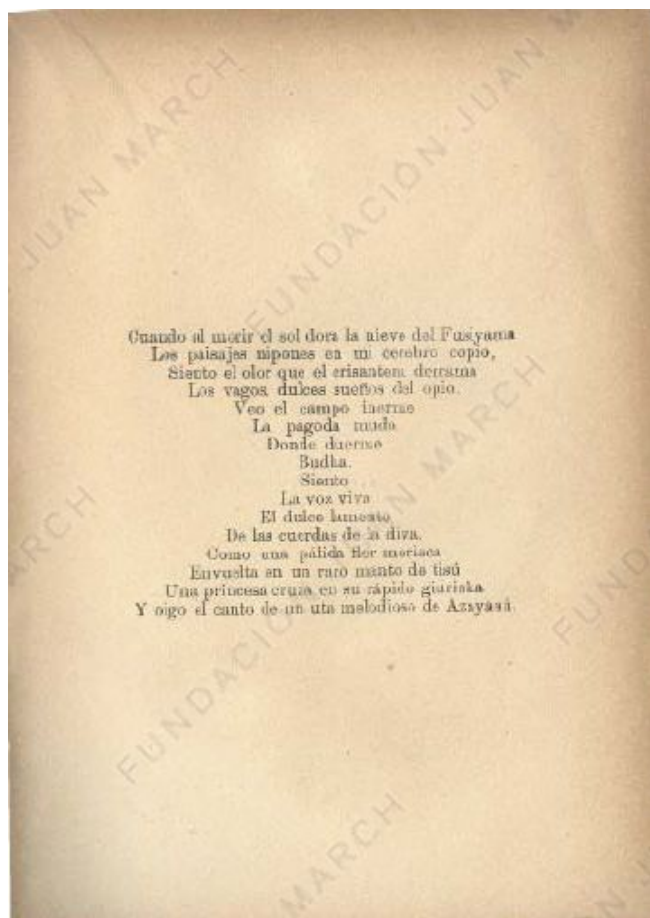 Cuando al morir el sol dora la nieve del Fusiyama
Los paisajes nipones en mi cerebro copio,
Siento el olor que el crisantem derrama
Los vagos, dulces sueños del opio.
Veo el campo inerme
La pagoda muda
Donde duerme
Budha.
Siento
La voz viva
El dulce lamento
De las cuerdas de la diva.
Como una pálida flor
Envuelta en un raro manto de tisú
Una princesa cruza en su rápido
Y oigo el canto de un uta melodioso de
FUNDACIÓN JUAN MARCH